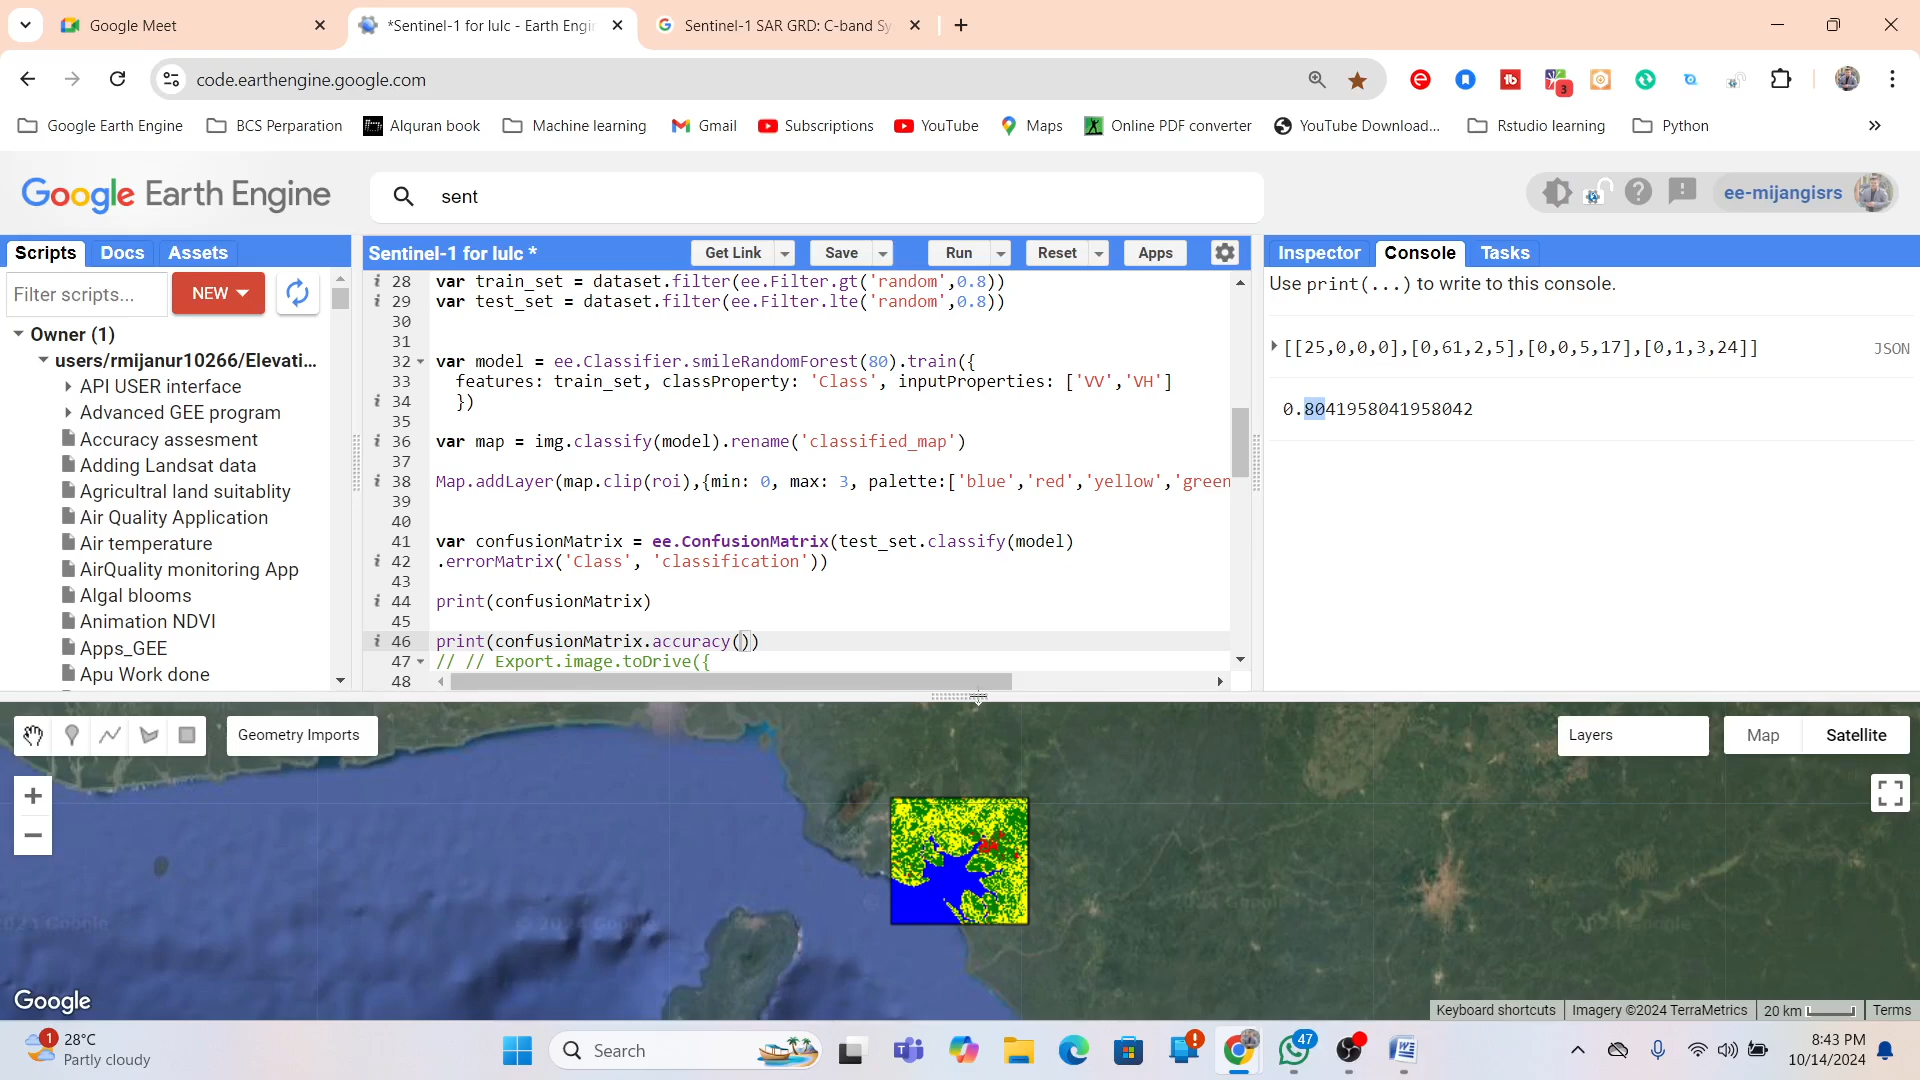 Google Meet
*Sentinel-1 for lulc - Earth Engin
Sentinel-1 SAR GRD: C-band Sy
code.earthengine.google.com
3
Google Earth Engine
BCS Perparation
Alquran book
Machine learning
Gmail
Subscriptions
YouTube
Maps
Online PDF converter
YouTube Download...
Rstudio learning
Python
Google Earth Engine
sent
ee-mijangisrs
Scripts
Docs
Assets
Sentinel-1 for lulc *
Get Link
Save
Run
Reset
Apps
Inspector
Console
Tasks
Filter scripts...
NEW
Owner (1)
users/rmijanur10266/Elevati...
API USER interface
Advanced GEE program
Accuracy assesment
Adding Landsat data
Agricultral land suitablity
Air Quality Application
Air temperature
AirQuality monitoring App
Algal blooms
Animation NDVI
Apps_GEE
Apu Work done
i 28 var train_set = dataset.filter(ee.Filter.gt('random',0.8))
i 29 var test_set = dataset.filter(ee.Filter.lte('random',0.8))
30
31
32 var model = ee.Classifier.smileRandomForest(80).train({
33 features: train_set, classProperty: 'Class', inputProperties: ['VV','VH']
i 34 })
35
i 36 var map = img.classify(model).rename('classified_map')
37
i 38 Map.addLayer(map.clip(roi),{min: 0, max: 3, palette:['blue','red','yellow','green
39
40
41 var confusionMatrix = ee.ConfusionMatrix(test_set.classify(model)
i 42 .errorMatrix('Class', 'classification'))
43
i 44 print(confusionMatrix)
45
i 46 print(confusionMatrix.accuracy())
47 // // Export.image.toDrive({
48
Use print(...) to write to this console.
[[25,0,0,0],[0,61,2,5],[0,0,5,17],[0,1,3,24]]
JSON
0.8041958041958042
Geometry Imports
Layers
Map
Satellite
+
−
Google
Keyboard shortcuts
Imagery ©2024 TerraMetrics
20 km
Terms
1
28°C
Partly cloudy
Search
47
8:43 PM
10/14/2024